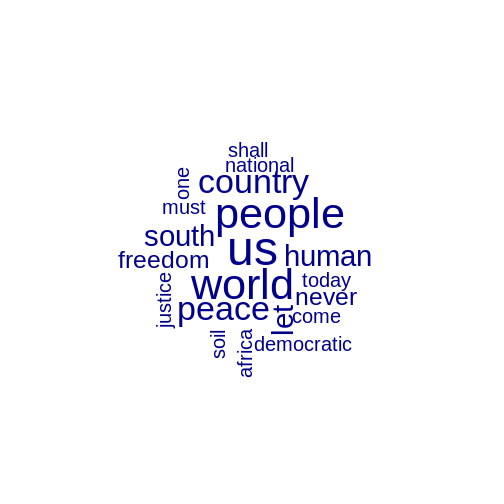 shall
national
one
country
must
people
south
us
human
freedom
world
today
never
justice
peace
let
come
soil
africa
democratic